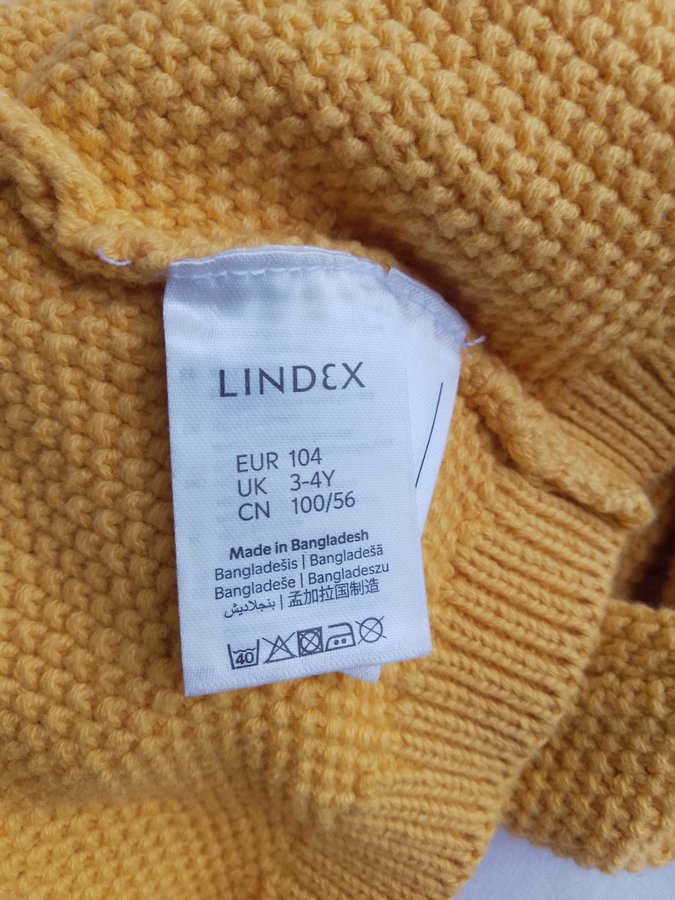 LINDEX
EUR 104
UK 3-4Y
CN 100/56
Made in Bangladesh
Bangladešis | Bangladešā
Bangladeše | Bangladeszu
بنجلاديش | 孟加拉国制造
40